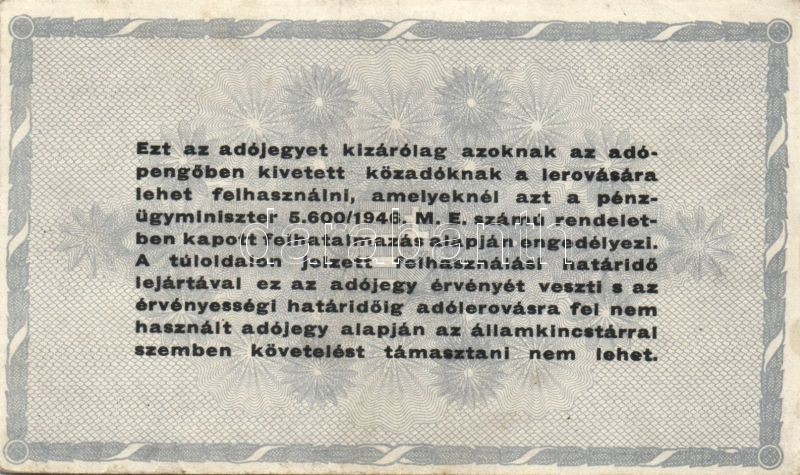 Ezt az adójegyet kizárólag azoknak az adó-
pengőben kivetett közadóknak a lerovására
lehet felhasználni, amelyeknél azt a pénz-
ügyminiszter 5.600/1946. M. E. számú rendelet-
ben kapott felhatalmazás alapján engedélyezi.
A túloldalon jelzett felhasználási határidő
lejártával ez az adójegy érvényét veszti s az
érvényességi határidőig adólerovásra fel nem
használt adójegy alapján az államkincstárral
szemben követelést támasztani nem lehet.